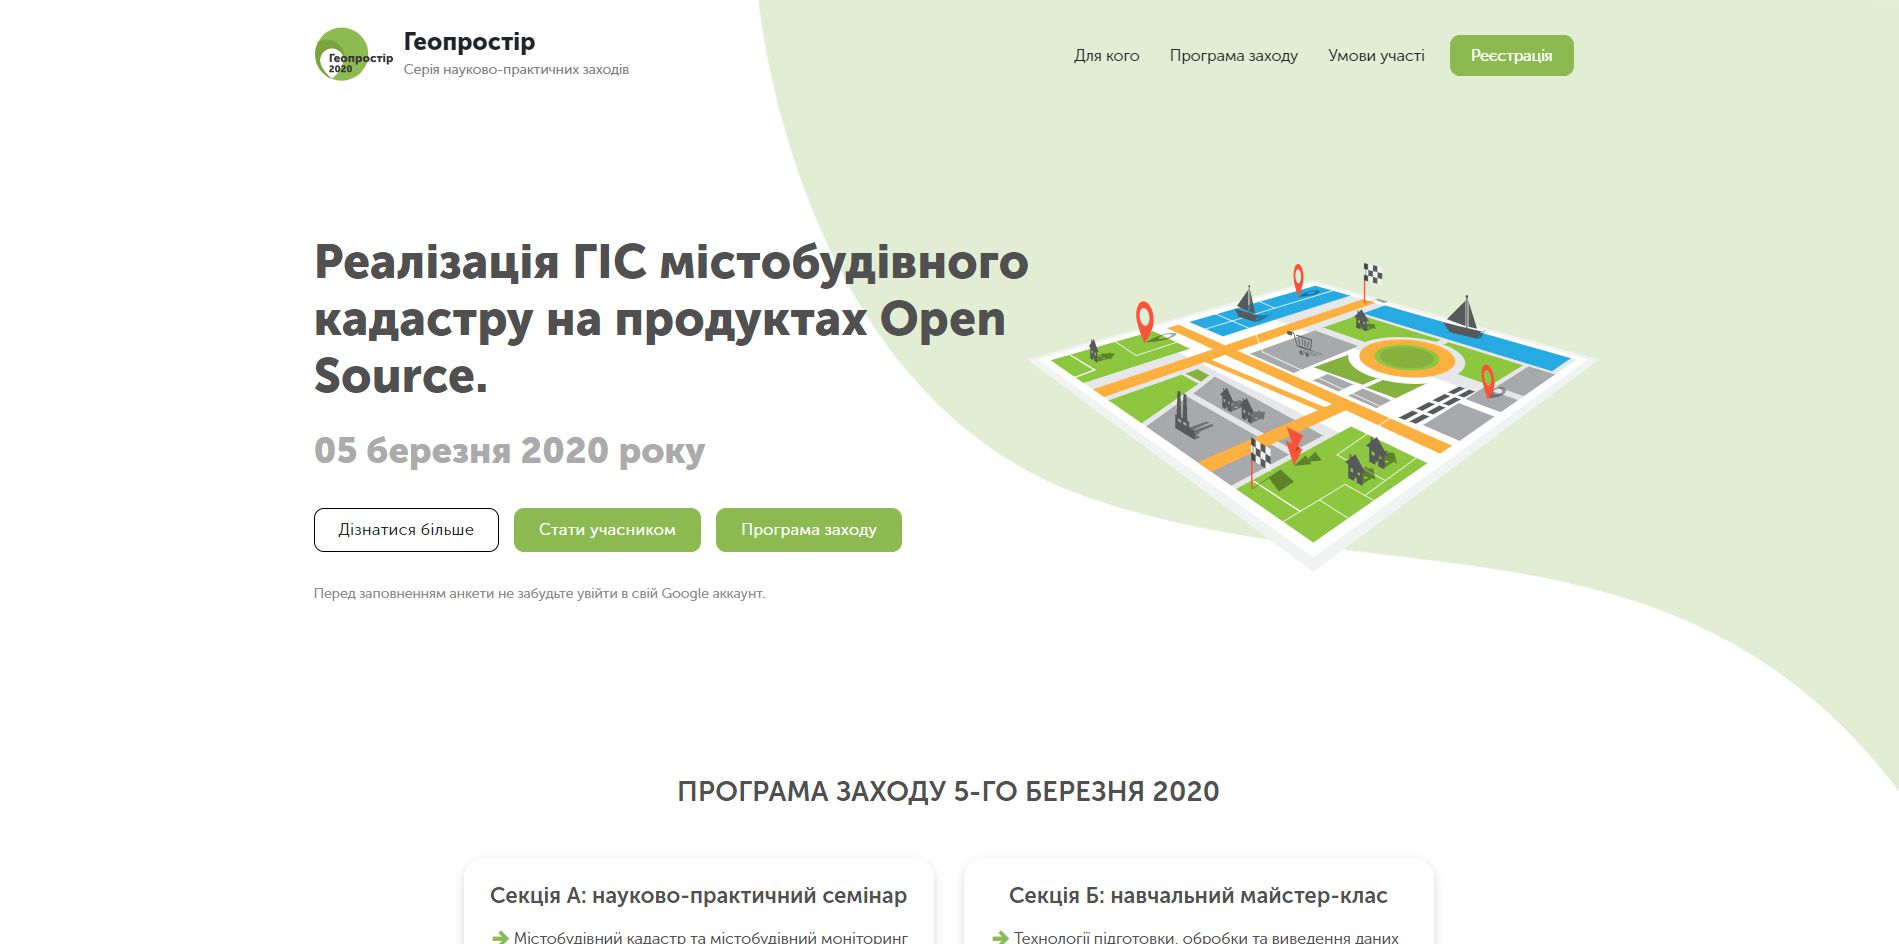 Геопростір
2020
Геопростір
Серія науково-практичних заходів
Для кого
Програма заходу
Умови участі
Реєстрація
Реалізація ГІС містобудівного
кадастру на продуктах Open
Source.
05 березня 2020 року
Дізнатися більше
Стати учасником
Програма заходу
Перед заповненням анкети не забудьте увійти в свій Google аккаунт.
ПРОГРАМА ЗАХОДУ 5-ГО БЕРЕЗНЯ 2020
Секція А: науково-практичний семінар
Містобудівний кадастр та містобудівний моніторинг
Секція Б: навчальний майстер-клас
Технології підготовки, обробки та виведення даних